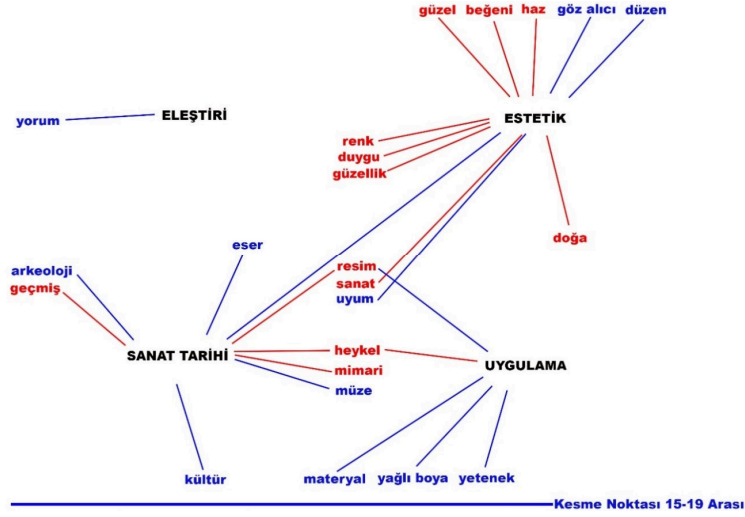 güzel beğeni haz göz alıcı düzen
yorum
ELEŞTİRİ
ESTETİK
renk
duygu
güzellik
doğa
eser
arkeoloji
geçmiş
resim
sanat
uyum
SANAT TARİHİ
heykel
mimari
müze
UYGULAMA
kültür
materyal yağlı boya yetenek
Kesme Noktası 15-19 Arası